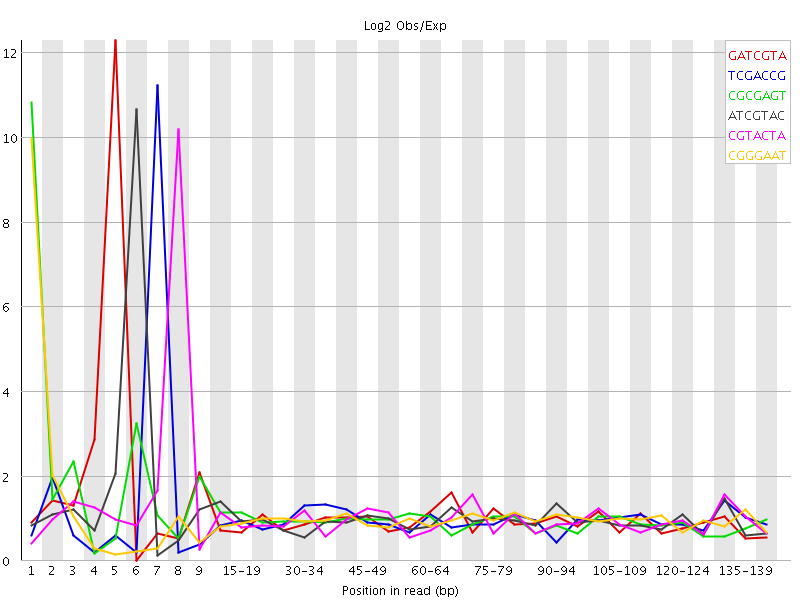 Log2 Obs/Exp
GATCGTA
TCGACCG
CGCGAGT
ATCGTAC
CGTACTA
CGGGAAT
12
10
8
6
4
2
0
1 2 3 4 5 6 7 8 9 15-19 30-34 45-49 60-64 75-79 90-94 105-109 120-124 135-139
Position in read (bp)